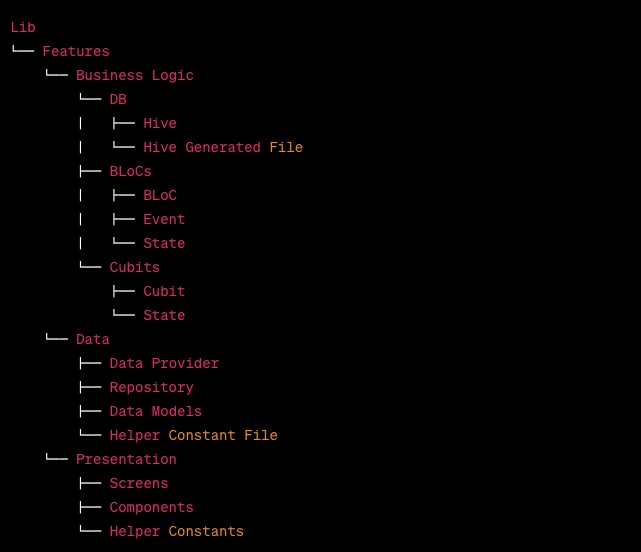 Lib
└── Features
    └── Business Logic
        └── DB
        │   ├── Hive
        │   └── Hive Generated File
        ├── BLoCs
        │   ├── BLoC
        │   ├── Event
        │   └── State
        └── Cubits
            ├── Cubit
            └── State
    └── Data
        ├── Data Provider
        ├── Repository
        ├── Data Models
        └── Helper Constant File
    └── Presentation
        ├── Screens
        ├── Components
        └── Helper Constants